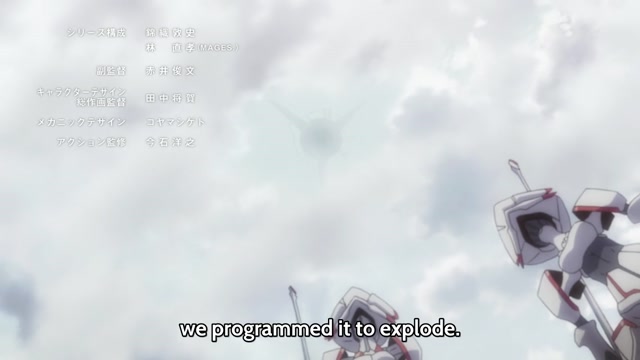 シリーズ構成 錦織敦史
林 直孝(MAGES.)
副監督 赤井俊文
キャラクターデザイン
総作画監督 田中将賀
メカニックデザイン コヤマシゲト
アクション監修 今石洋之
we programmed it to explode.